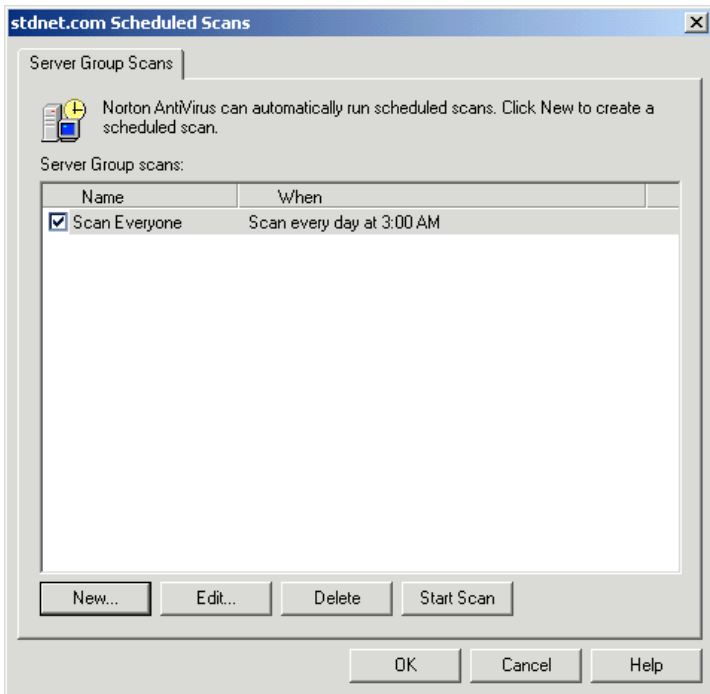 stdnet.com Scheduled Scans
Server Group Scans
Norton AntiVirus can automatically run scheduled scans. Click New to create a
scheduled scan.
Server Group scans:
Name When
Scan Everyone Scan every day at 3:00 AM
New... Edit... Delete Start Scan
OK Cancel Help